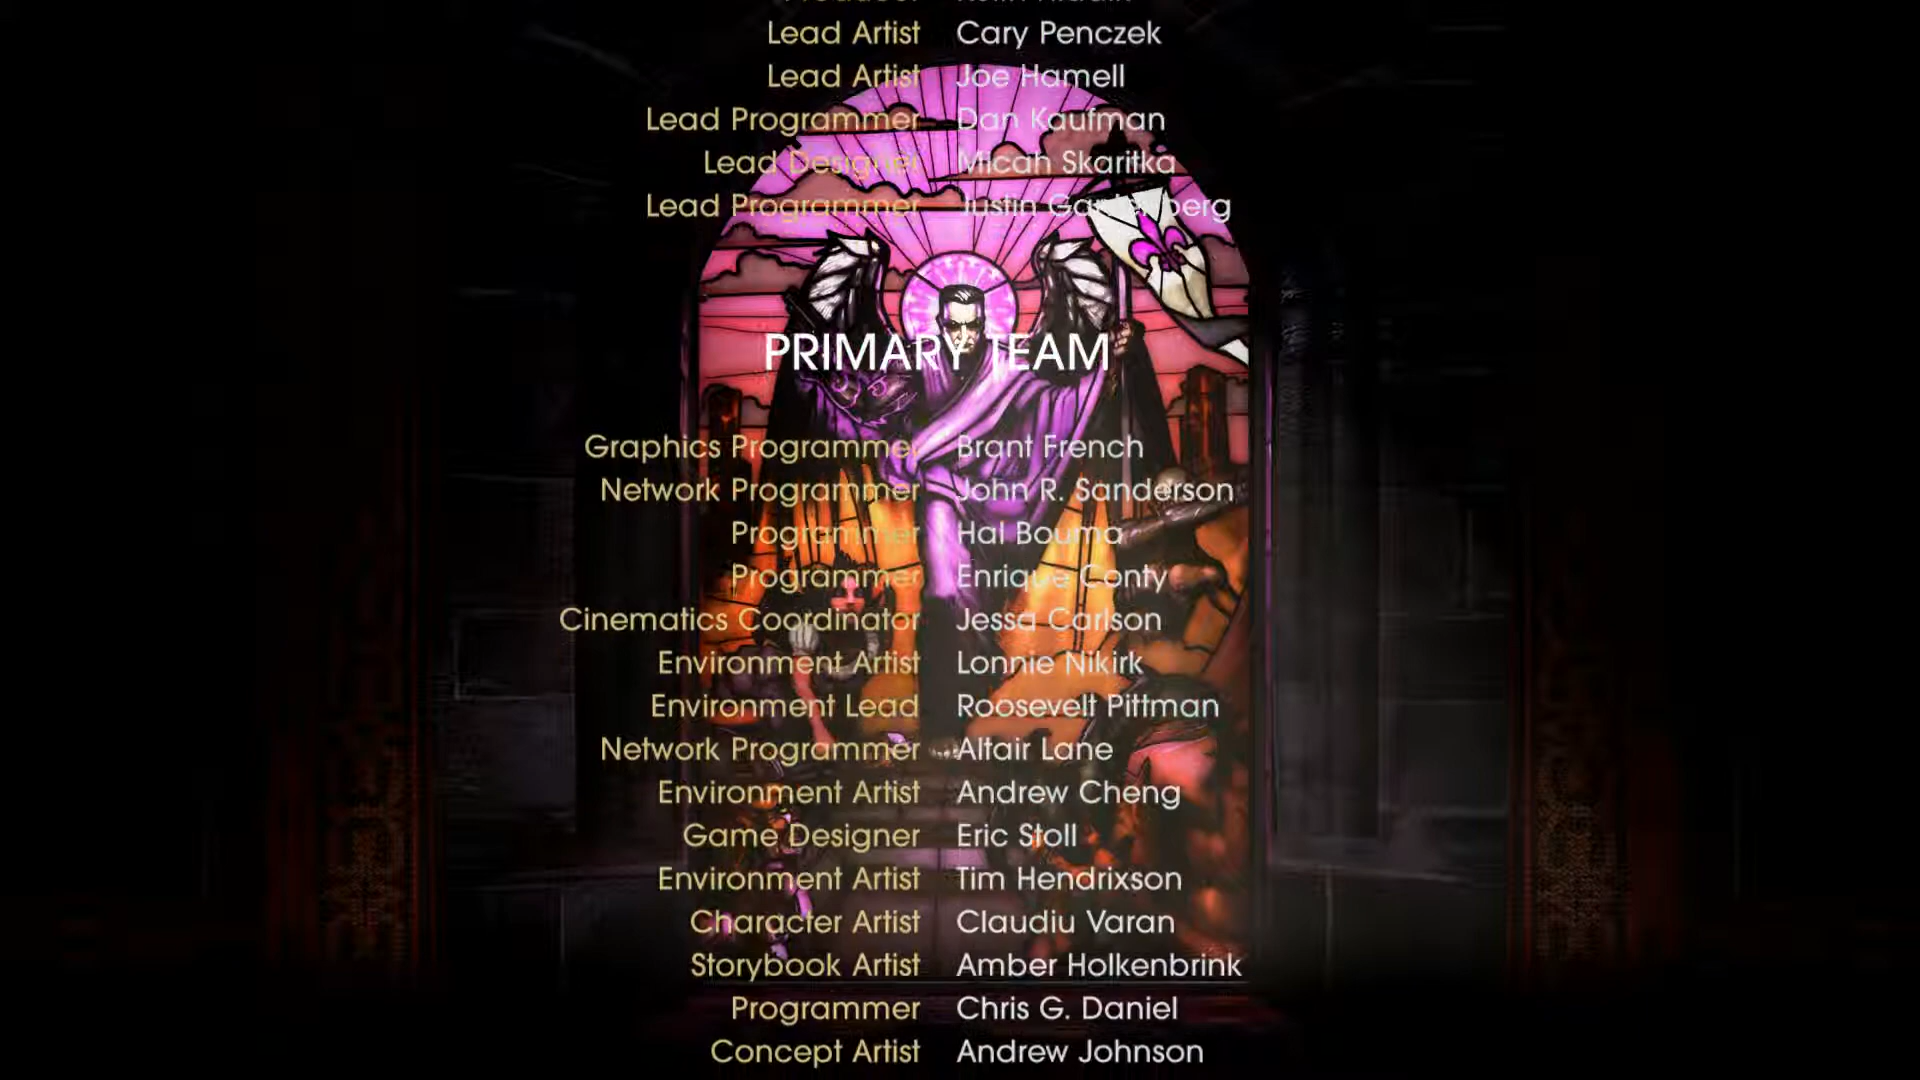 Producer
Lead Artist Cary Penczek
Lead Artist Joe Hamell
Lead Programmer Dan Kaufman
Lead Designer Micah Skaritka
Lead Programmer Justin
PRIMARY TEAM
Graphics Programmer Brant French
Network Programmer John R. Sanderson
Programmer Hal Bouma
Programmer Enrique Conty
Cinematics Coordinator Jessa Carlson
Environment Artist Lonnie Nikirk
Environment Lead Roosevelt Pittman
Network Programmer Altair Lane
Environment Artist Andrew Cheng
Game Designer Eric Stoll
Environment Artist Tim Hendrixson
Character Artist Claudiu Varan
Storybook Artist Amber Holkenbrink
Programmer Chris G. Daniel
Concept Artist Andrew Johnson